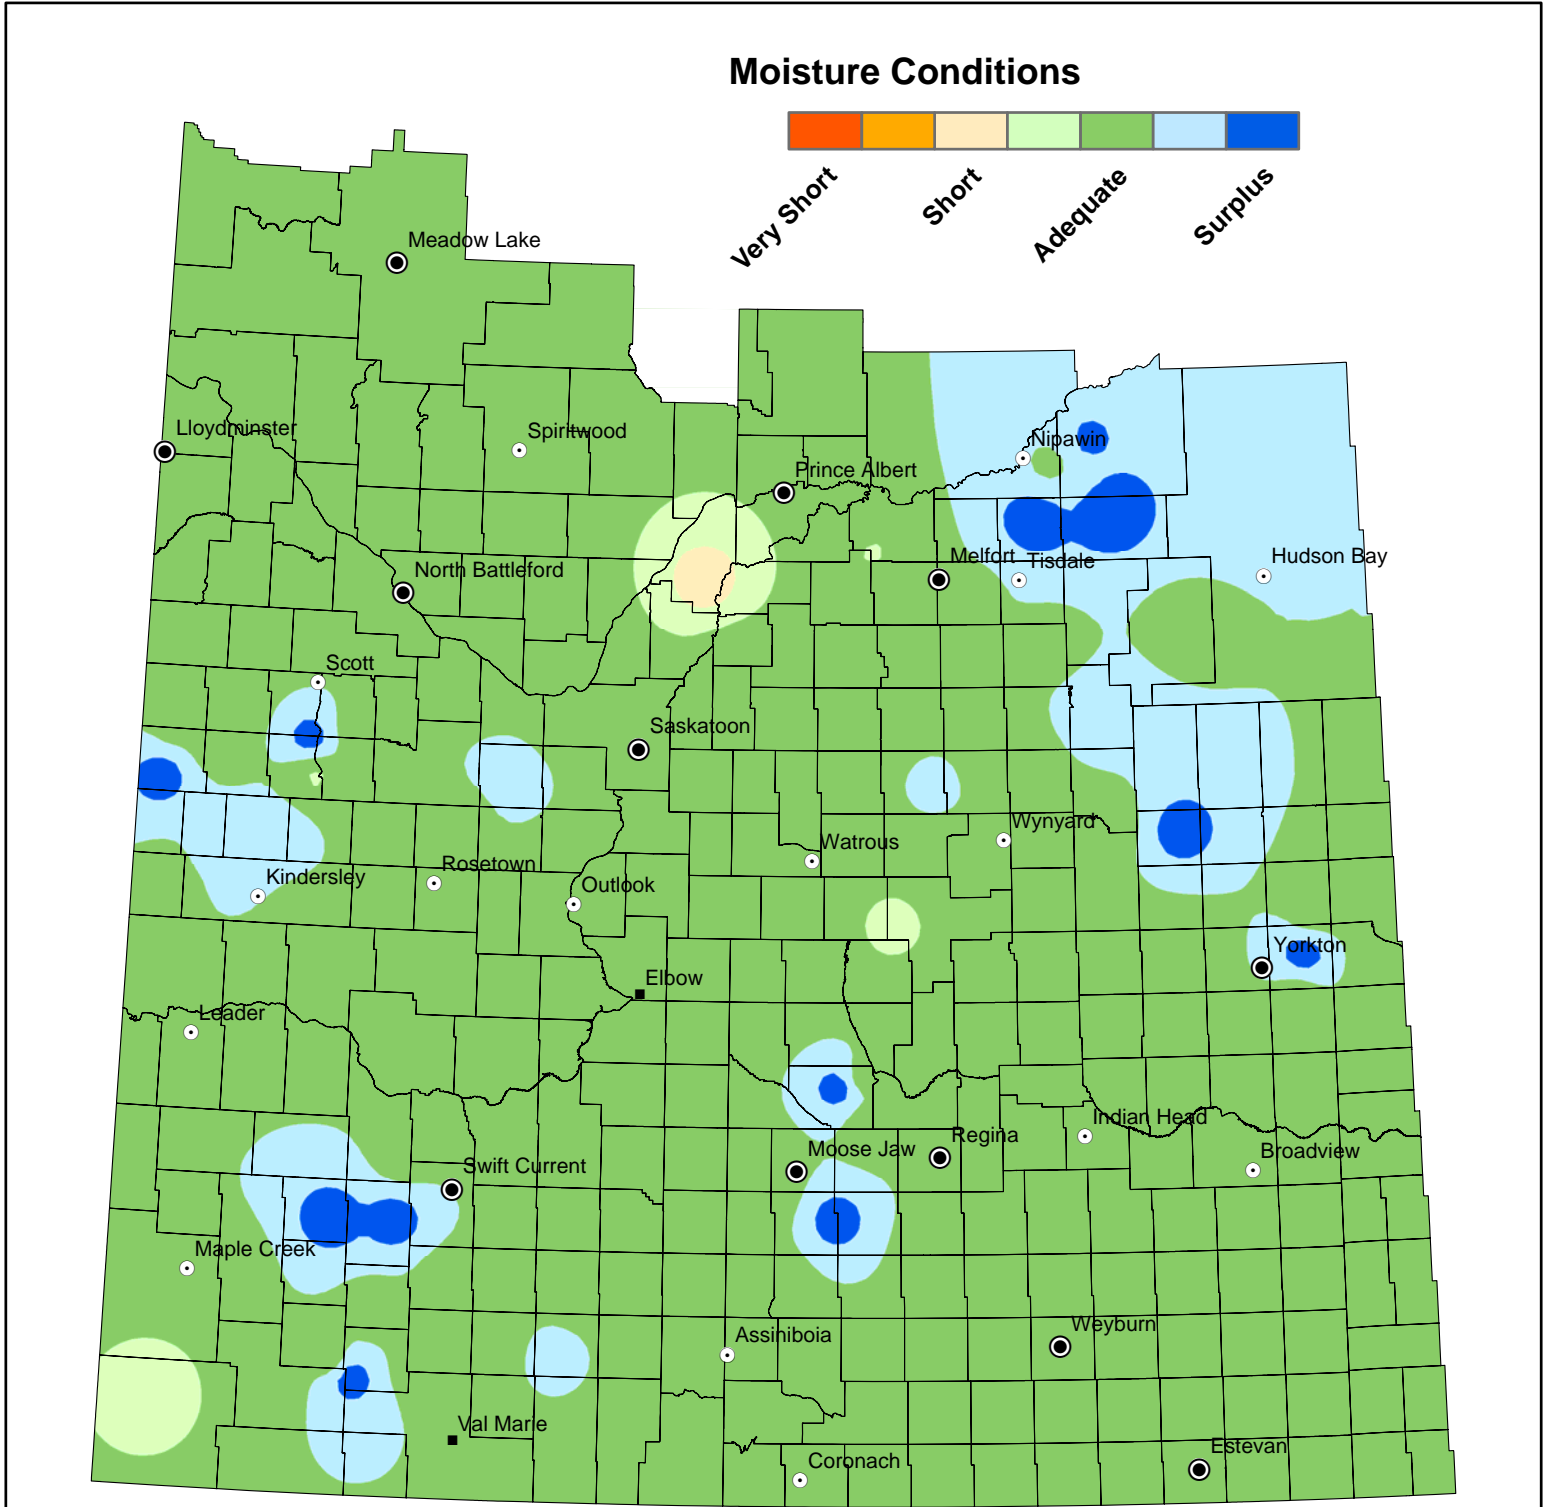 Moisture Conditions
Very Short
Short
Adequate
Surplus
Meadow Lake
Lloydminster
Spiritwood
Nipawin
Prince Albert
Melfort
Tisdale
Hudson Bay
North Battleford
Scott
Saskatoon
Wynyard
Watrous
Rosetown
Kindersley
Outlook
Yorkton
Elbow
Leader
Indian Head
Regina
Moose Jaw
Broadview
Swift Current
Maple Creek
Weyburn
Assiniboia
Val Marie
Estevan
Coronach